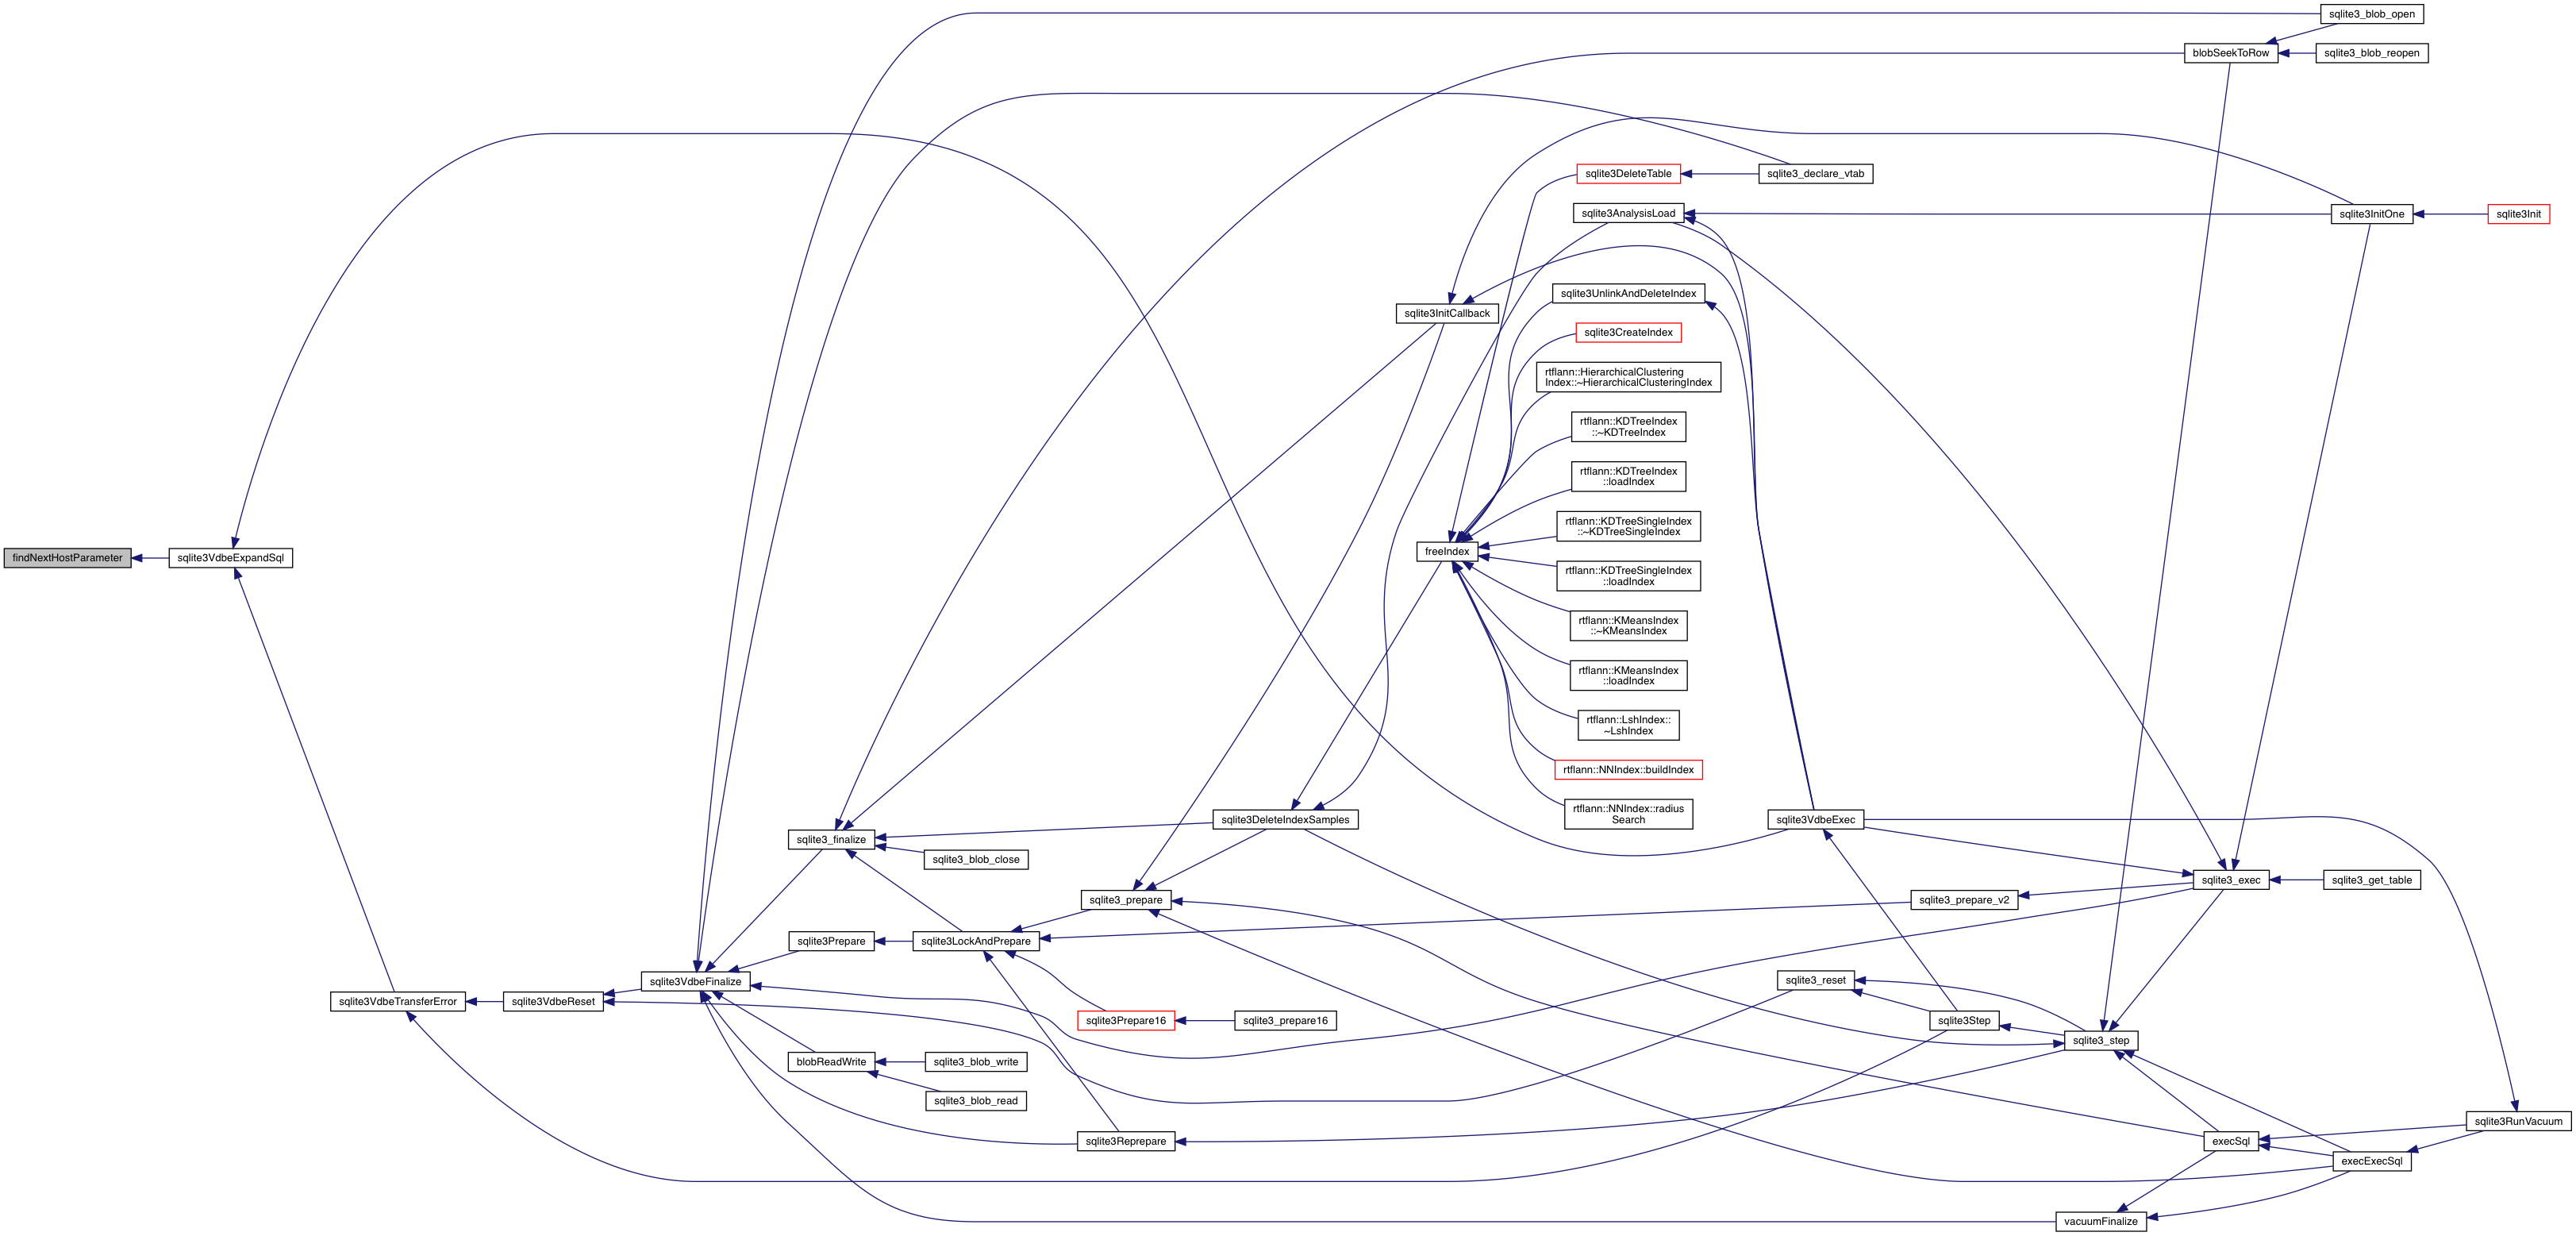 findNextHostParameter
sqlite3VdbeExpandSql
sqlite3VdbeTransferError
sqlite3VdbeReset
sqlite3VdbeFinalize
sqlite3_finalize
sqlite3Prepare
blobReadWrite
sqlite3_blob_close
sqlite3LockAndPrepare
sqlite3_blob_write
sqlite3_blob_read
sqlite3_prepare
sqlite3Prepare16
sqlite3Reprepare
sqlite3DeleteIndexSamples
sqlite3_prepare16
sqlite3InitCallback
freeIndex
sqlite3DeleteTable
sqlite3AnalysisLoad
sqlite3UnlinkAndDeleteIndex
sqlite3CreateIndex
rtflann::HierarchicalClustering
Index::~HierarchicalClusteringIndex
rtflann::KDTreeIndex
::~KDTreeIndex
rtflann::KDTreeIndex
::loadIndex
rtflann::KDTreeSingleIndex
::~KDTreeSingleIndex
rtflann::KDTreeSingleIndex
::loadIndex
rtflann::KMeansIndex
::~KMeansIndex
rtflann::KMeansIndex
::loadIndex
rtflann::LshIndex::
~LshIndex
rtflann::NNIndex::buildIndex
rtflann::NNIndex::radius
Search
sqlite3_declare_vtab
sqlite3VdbeExec
sqlite3_reset
sqlite3_prepare_v2
sqlite3Step
sqlite3_step
vacuumFinalize
sqlite3_blob_open
blobSeekToRow
sqlite3_blob_reopen
sqlite3InitOne
sqlite3Init
sqlite3_exec
sqlite3_get_table
execSql
execExecSql
sqlite3RunVacuum